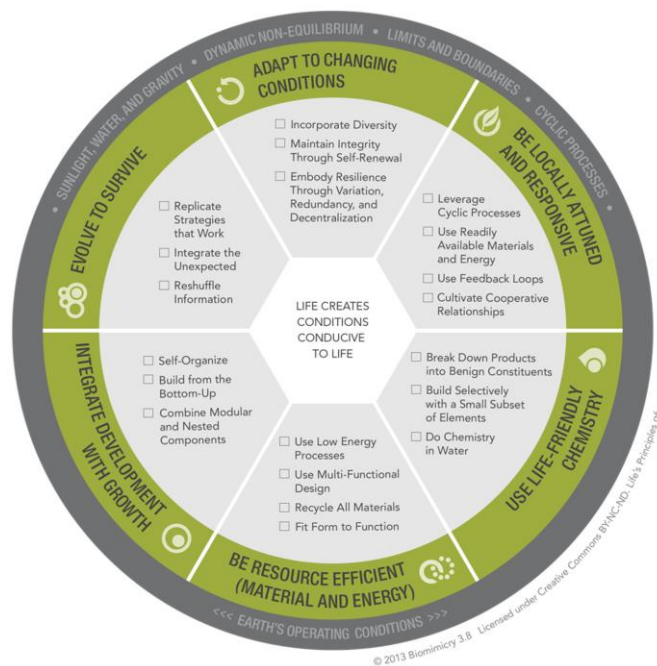 • SUNLIGHT, WATER, AND GRAVITY • DYNAMIC NON-EQUILIBRIUM • LIMITS AND BOUNDARIES • CYCLIC PROCESSES •
ADAPT TO CHANGING
CONDITIONS
Incorporate Diversity
Maintain Integrity
Through Self-Renewal
Embody Resilience
Through Variation,
Redundancy, and
Decentralization
BE LOCALLY ATTUNED
AND RESPONSIVE
Leverage
Cyclic Processes
Use Readily
Available Materials
and Energy
Use Feedback Loops
Cultivate Cooperative
Relationships
USE LIFE-FRIENDLY
CHEMISTRY
Break Down Products
into Benign Constituents
Build Selectively
with a Small Subset
of Elements
Do Chemistry
in Water
BE RESOURCE EFFICIENT
(MATERIAL AND ENERGY)
Use Low Energy
Processes
Use Multi-Functional
Design
Recycle All Materials
Fit Form to Function
INTEGRATE DEVELOPMENT
WITH GROWTH
Self-Organize
Build from the
Bottom-Up
Combine Modular
and Nested
Components
EVOLVE TO SURVIVE
Replicate
Strategies
that Work
Integrate the
Unexpected
Reshuffle
Information
LIFE CREATES
CONDITIONS
CONDUCIVE
TO LIFE
<<< EARTH'S OPERATING CONDITIONS >>>
© 2013 Biomimicry 3.8 Licensed under Creative Commons BY-NC-ND. Life's Principles of